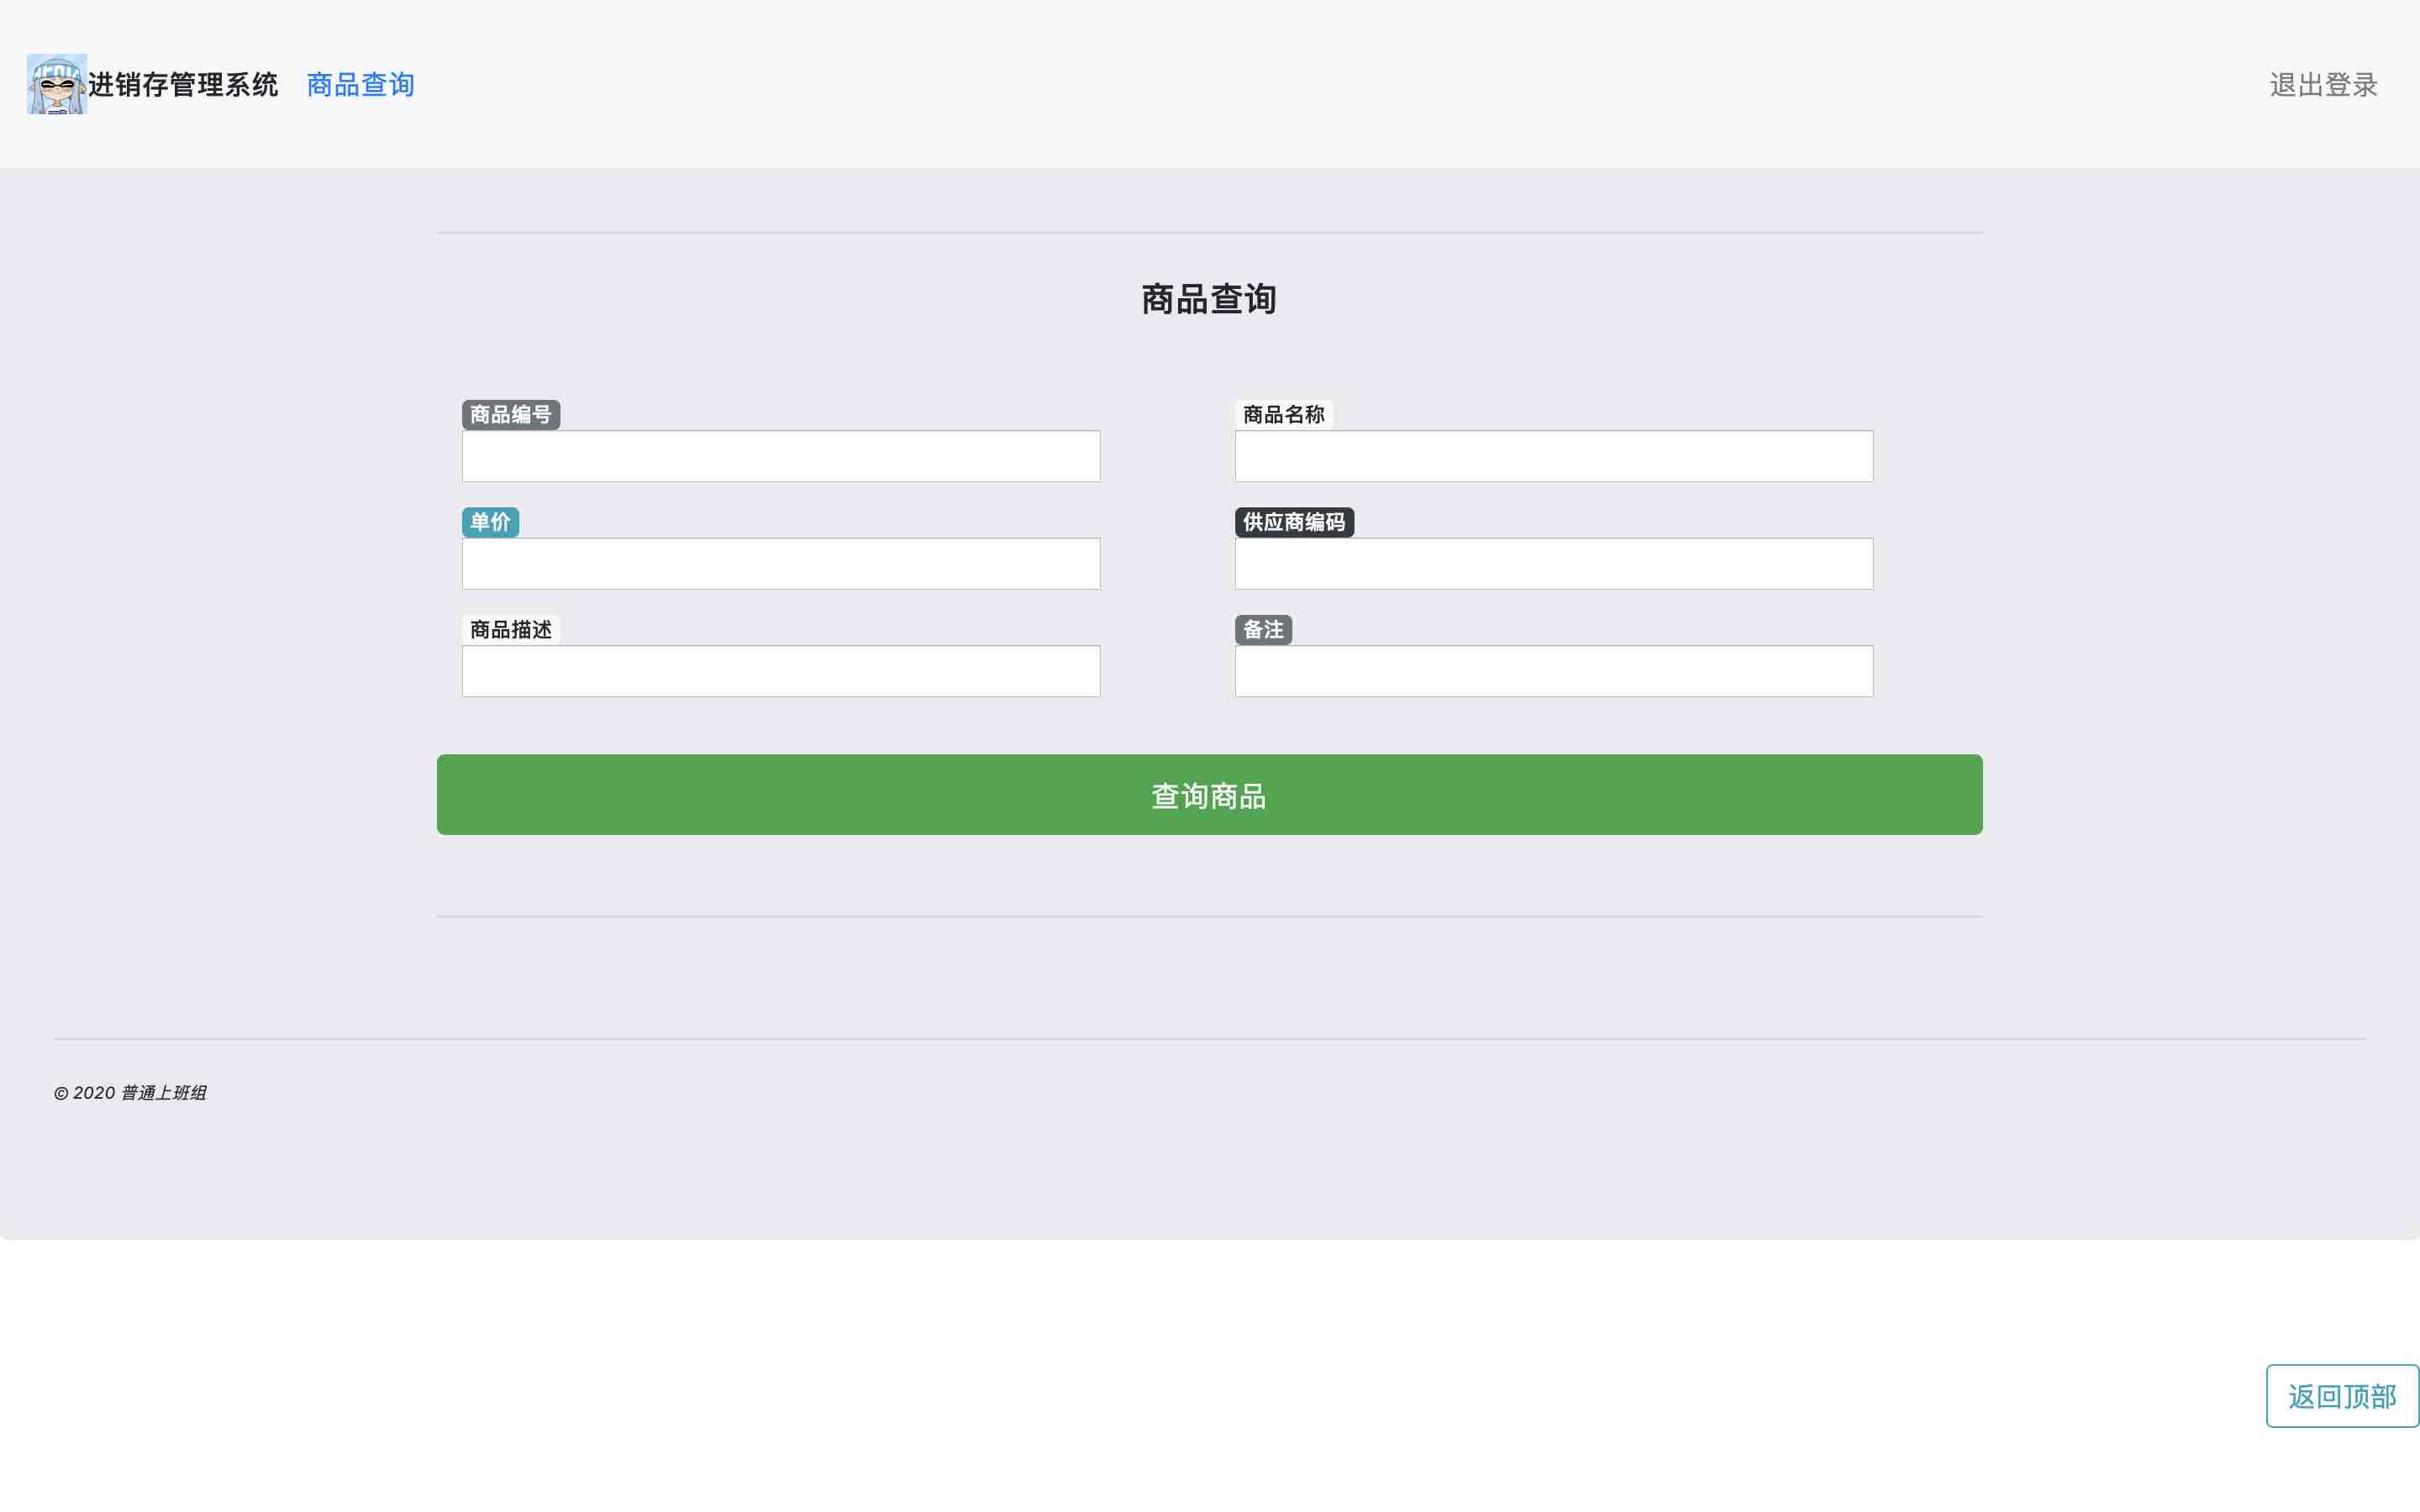 进销存管理系统 商品查询 退出登录
商品查询
商品编号 商品名称
单价 供应商编码
商品描述 备注
查询商品
© 2020 普通上班组
返回顶部